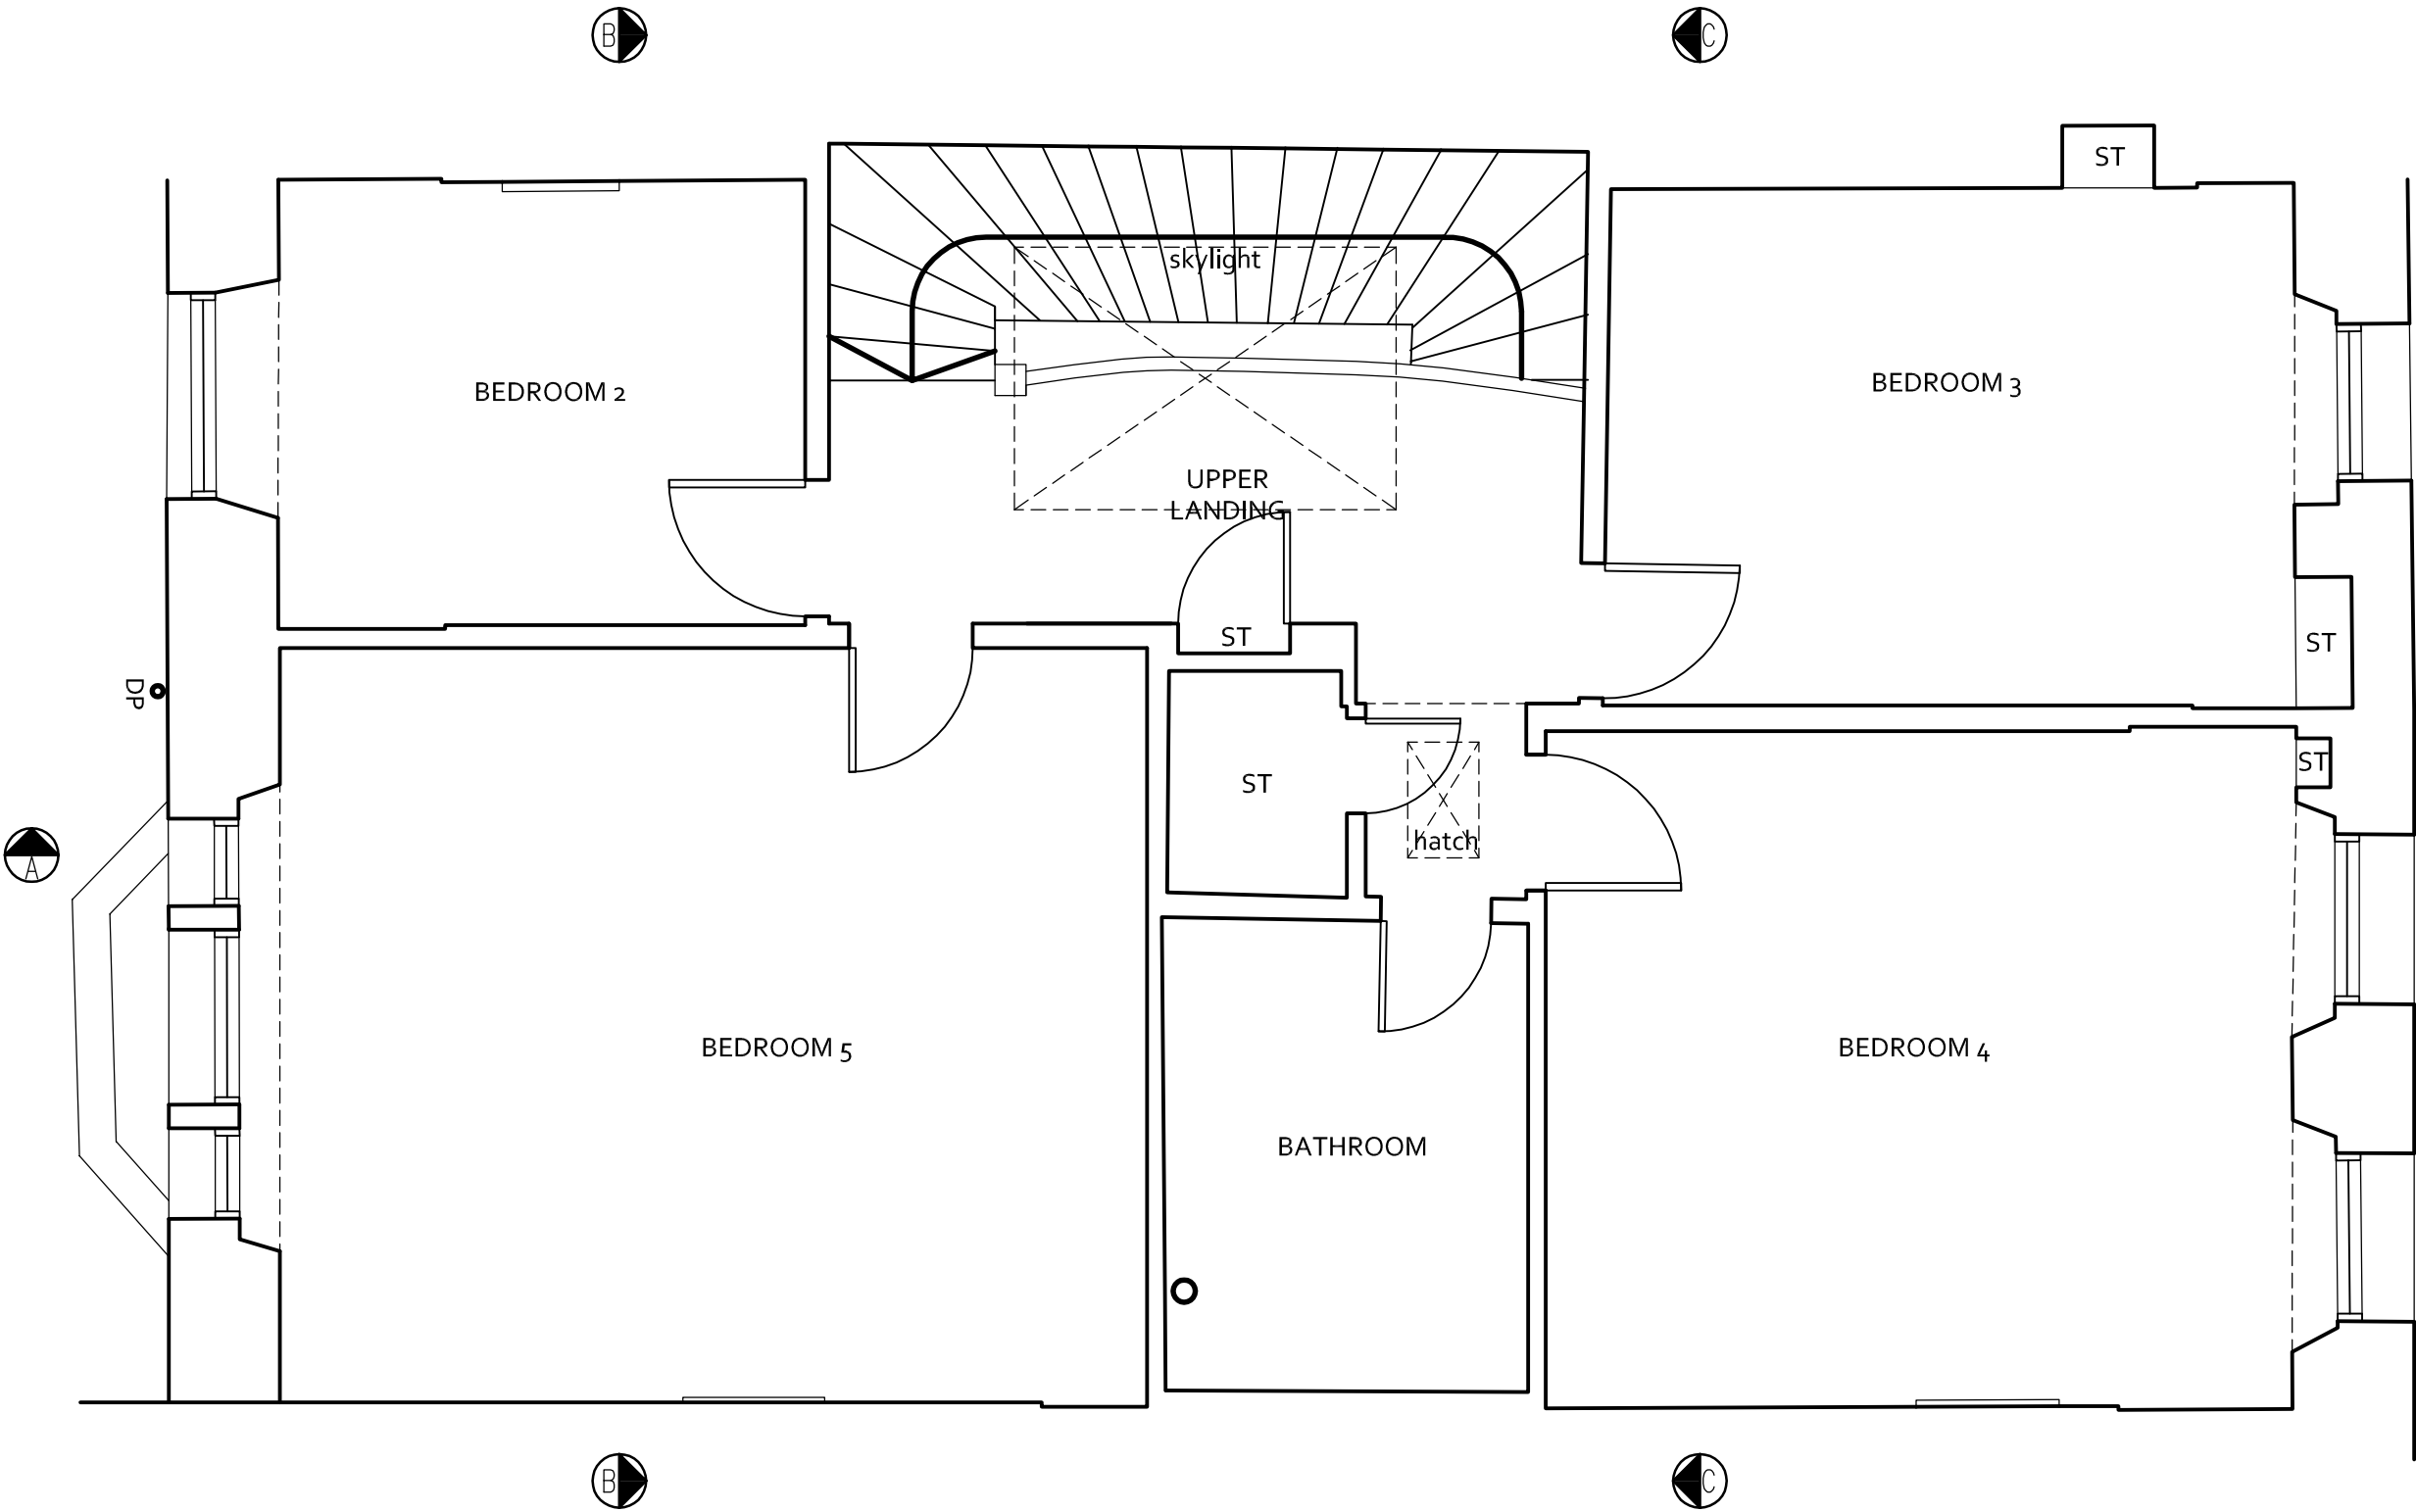 B
C
ST
skylight
BEDROOM 2
BEDROOM 3
UPPER
LANDING
ST
ST
DP
ST
ST
hatch
A
BEDROOM 5
BEDROOM 4
BATHROOM
B
C